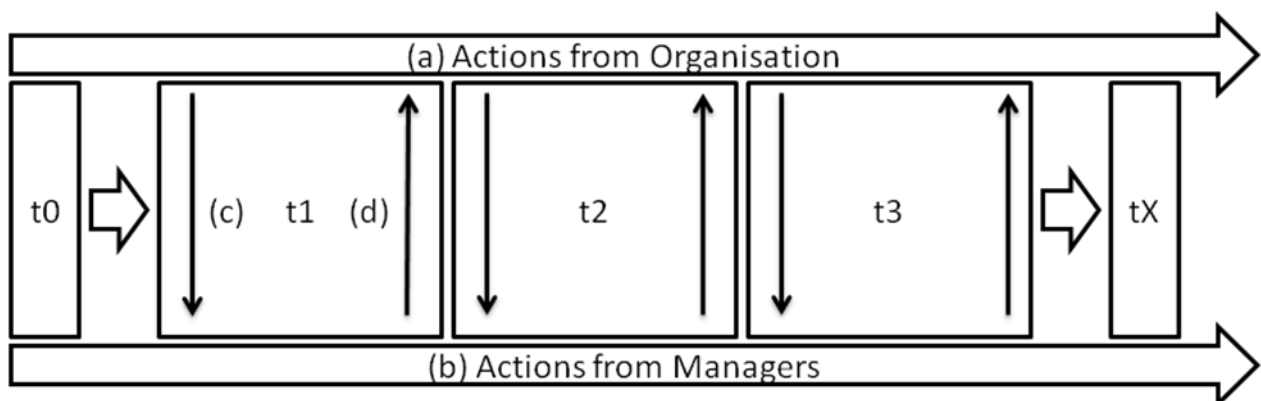 (a) Actions from Organisation
t0
(c) t1 (d)
t2
t3
tX
(b) Actions from Managers